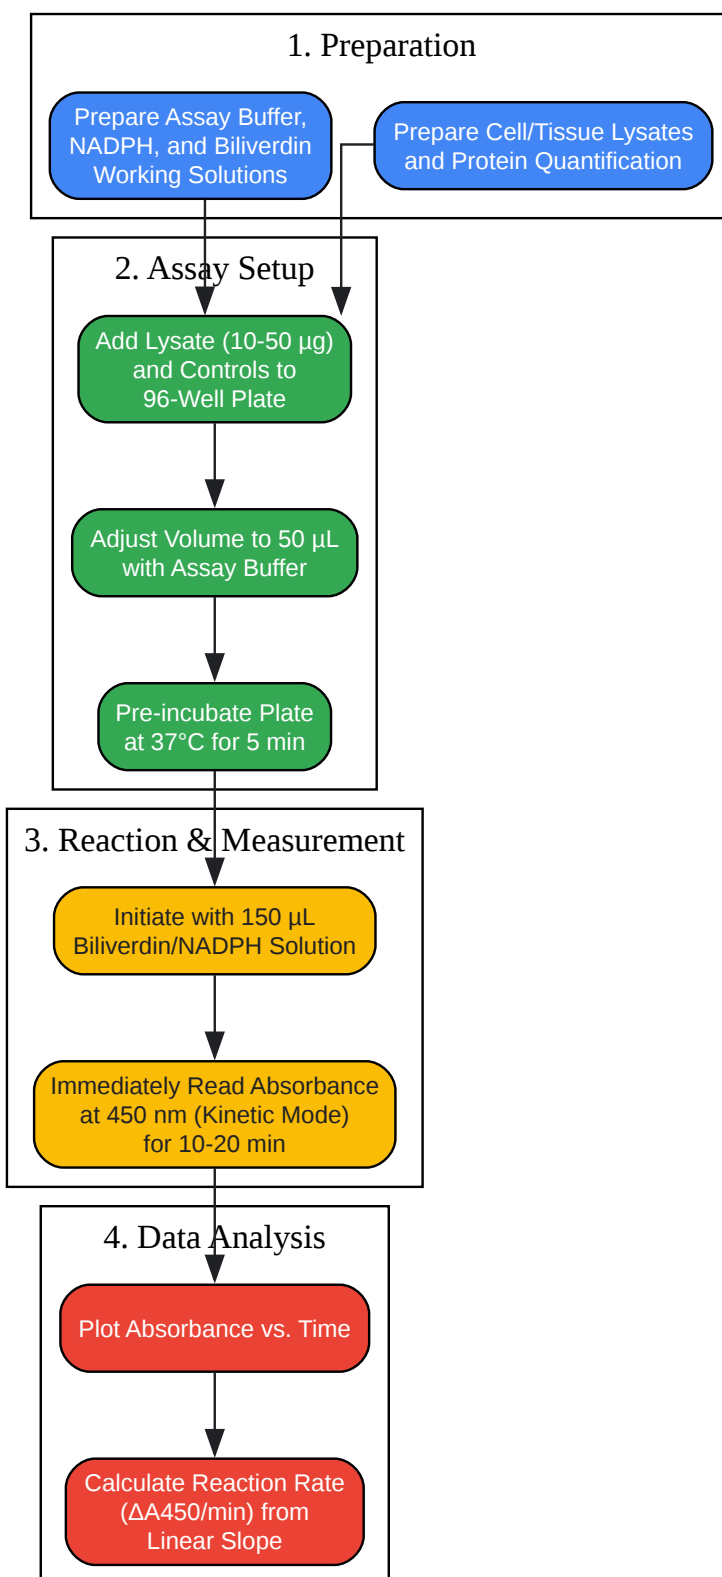 1. Preparation
Prepare Assay Buffer,
NADPH, and Biliverdin
Working Solutions
Prepare Cell/Tissue Lysates
and Protein Quantification
2. Assay Setup
Add Lysate (10-50 µg)
and Controls to
96-Well Plate
Adjust Volume to 50 µL
with Assay Buffer
Pre-incubate Plate
at 37°C for 5 min
3. Reaction & Measurement
Initiate with 150 µL
Biliverdin/NADPH Solution
Immediately Read Absorbance
at 450 nm (Kinetic Mode)
for 10-20 min
4. Data Analysis
Plot Absorbance vs. Time
Calculate Reaction Rate
(ΔA450/min) from
Linear Slope